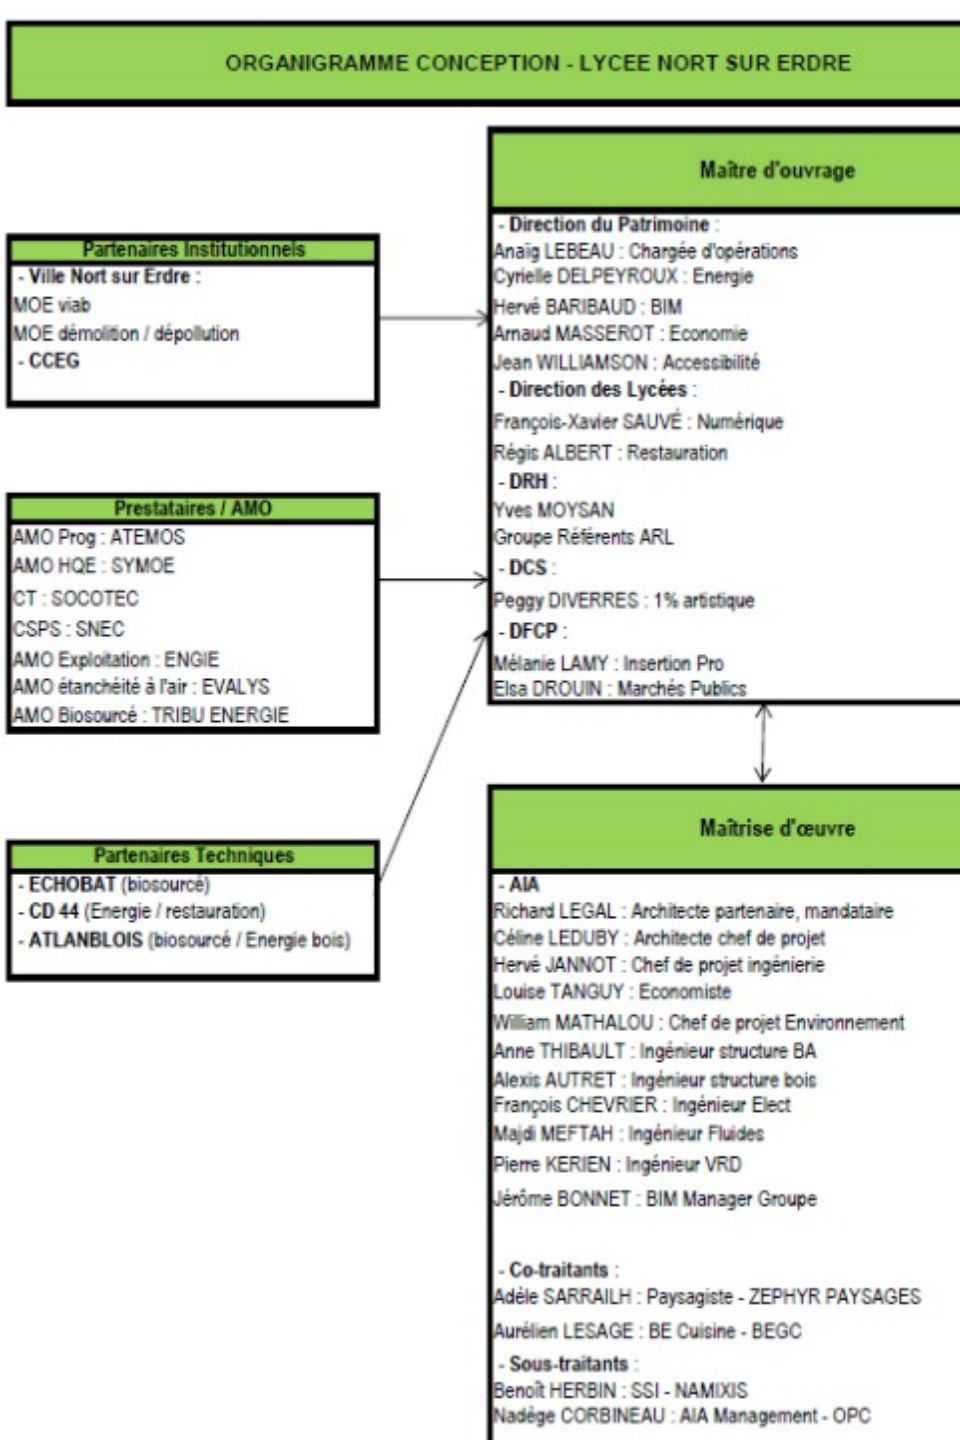 ORGANIGRAMME CONCEPTION - LYCEE NORT SUR ERDRE
Maître d'ouvrage
- Direction du Patrimoine :
Anaïg LEBEAU : Chargée d'opérations
Cyrielle DELPEYROUX : Energie
Hervé BARIBAUD : BIM
Arnaud MASSEROT : Economie
Jean WILLIAMSON : Accessibilité
- Direction des Lycées :
François-Xavier SAUVÉ : Numérique
Régis ALBERT : Restauration
- DRH :
Yves MOYSAN
Groupe Référents ARL
- DCS :
Peggy DIVERRES : 1% artistique
- DFCP :
Mélanie LAMY : Insertion Pro
Elsa DROUIN : Marchés Publics
Partenaires Institutionnels
- Ville Nort sur Erdre :
MOE viab
MOE démolition / dépollution
- CCEG
Prestataires / AMO
AMO Prog : ATEMOS
AMO HQE : SYMOE
CT : SOCOTEC
CSPS : SNEC
AMO Exploitation : ENGIE
AMO étanchéité à l'air : EVALYS
AMO Biosourcé : TRIBU ENERGIE
Partenaires Techniques
- ECHOBAT (biosourcé)
- CD 44 (Energie / restauration)
- ATLANBLOIS (biosourcé / Energie bois)
Maîtrise d'œuvre
- AIA
Richard LEGAL : Architecte partenaire, mandataire
Céline LEDUBY : Architecte chef de projet
Hervé JANNOT : Chef de projet ingénierie
Louise TANGUY : Economiste
William MATHALOU : Chef de projet Environnement
Anne THIBAULT : Ingénieur structure BA
Alexis AUTRET : Ingénieur structure bois
François CHEVRIER : Ingénieur Elect
Majdi MEFTAH : Ingénieur Fluides
Pierre KERIEN : Ingénieur VRD
Jérôme BONNET : BIM Manager Groupe
- Co-traitants :
Adèle SARRAILH : Paysagiste - ZEPHYR PAYSAGES
Aurélien LESAGE : BE Cuisine - BEGC
- Sous-traitants :
Benoît HERBIN : SSI - NAMIXIS
Nadège CORBINEAU : AIA Management - OPC